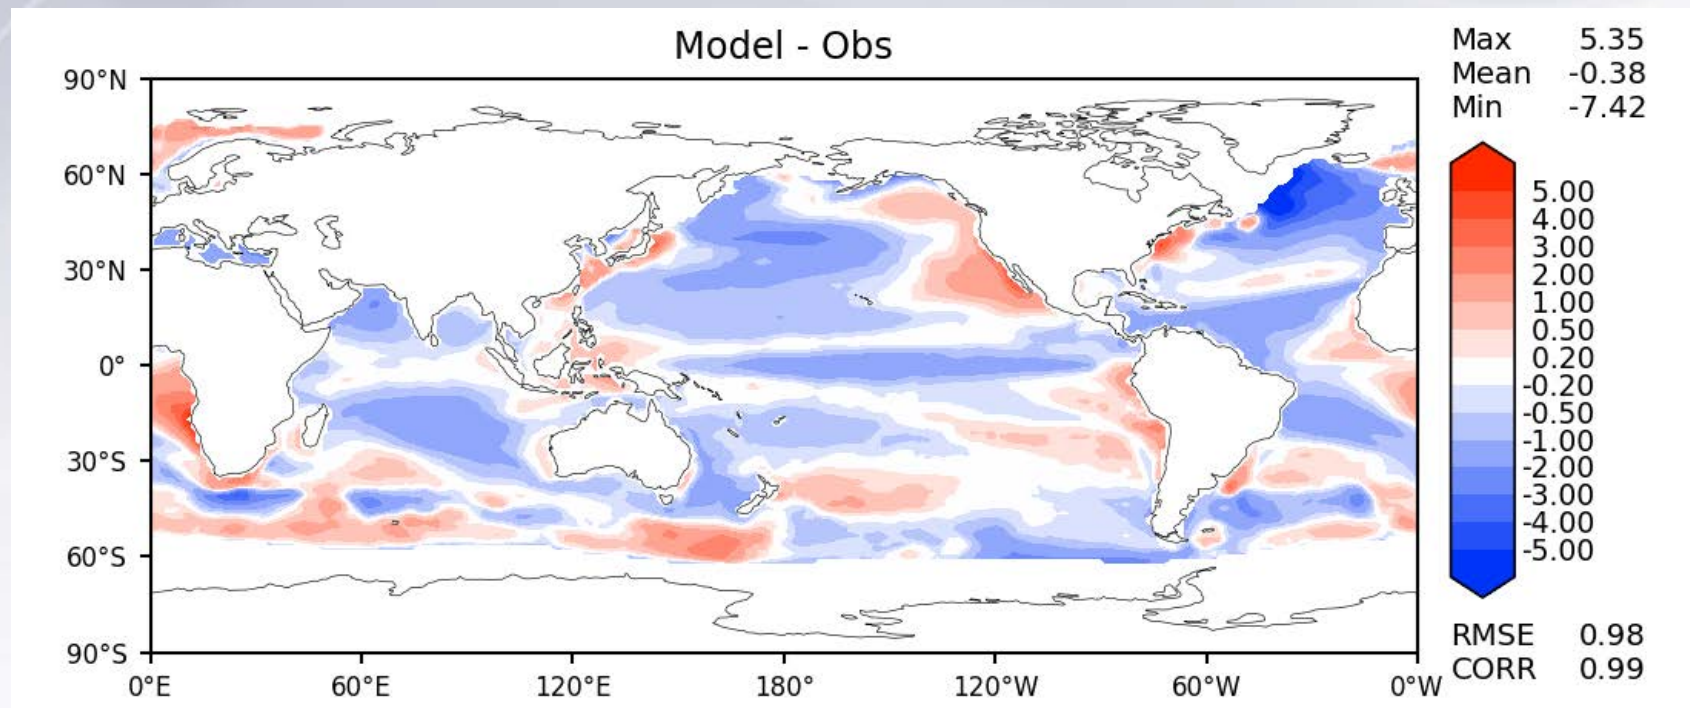 Model - Obs
Max 5.35
Mean -0.38
Min -7.42
90°N
60°N
30°N
0°
30°S
60°S
90°S
0°E 60°E 120°E 180° 120°W 60°W 0°W
5.00
4.00
3.00
2.00
1.00
0.50
0.20
-0.20
-0.50
-1.00
-2.00
-3.00
-4.00
-5.00
RMSE 0.98
CORR 0.99